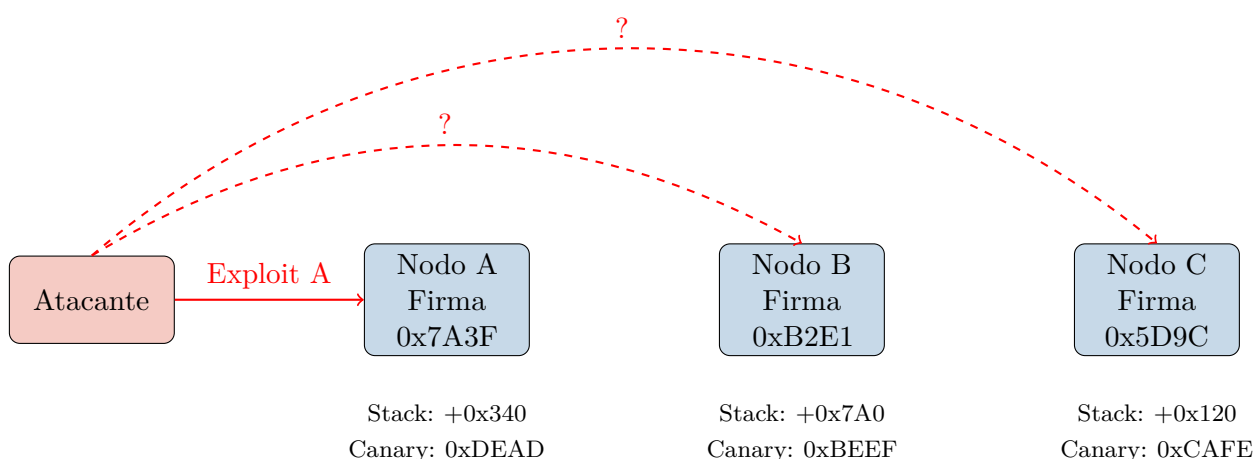 ?
?
Exploit A
Atacante
Nodo A
Firma
0x7A3F
Nodo B
Firma
0xB2E1
Nodo C
Firma
0x5D9C
Stack: +0x340
Canary: 0xDEAD
Stack: +0x7A0
Canary: 0xBEEF
Stack: +0x120
Canary: 0xCAFE